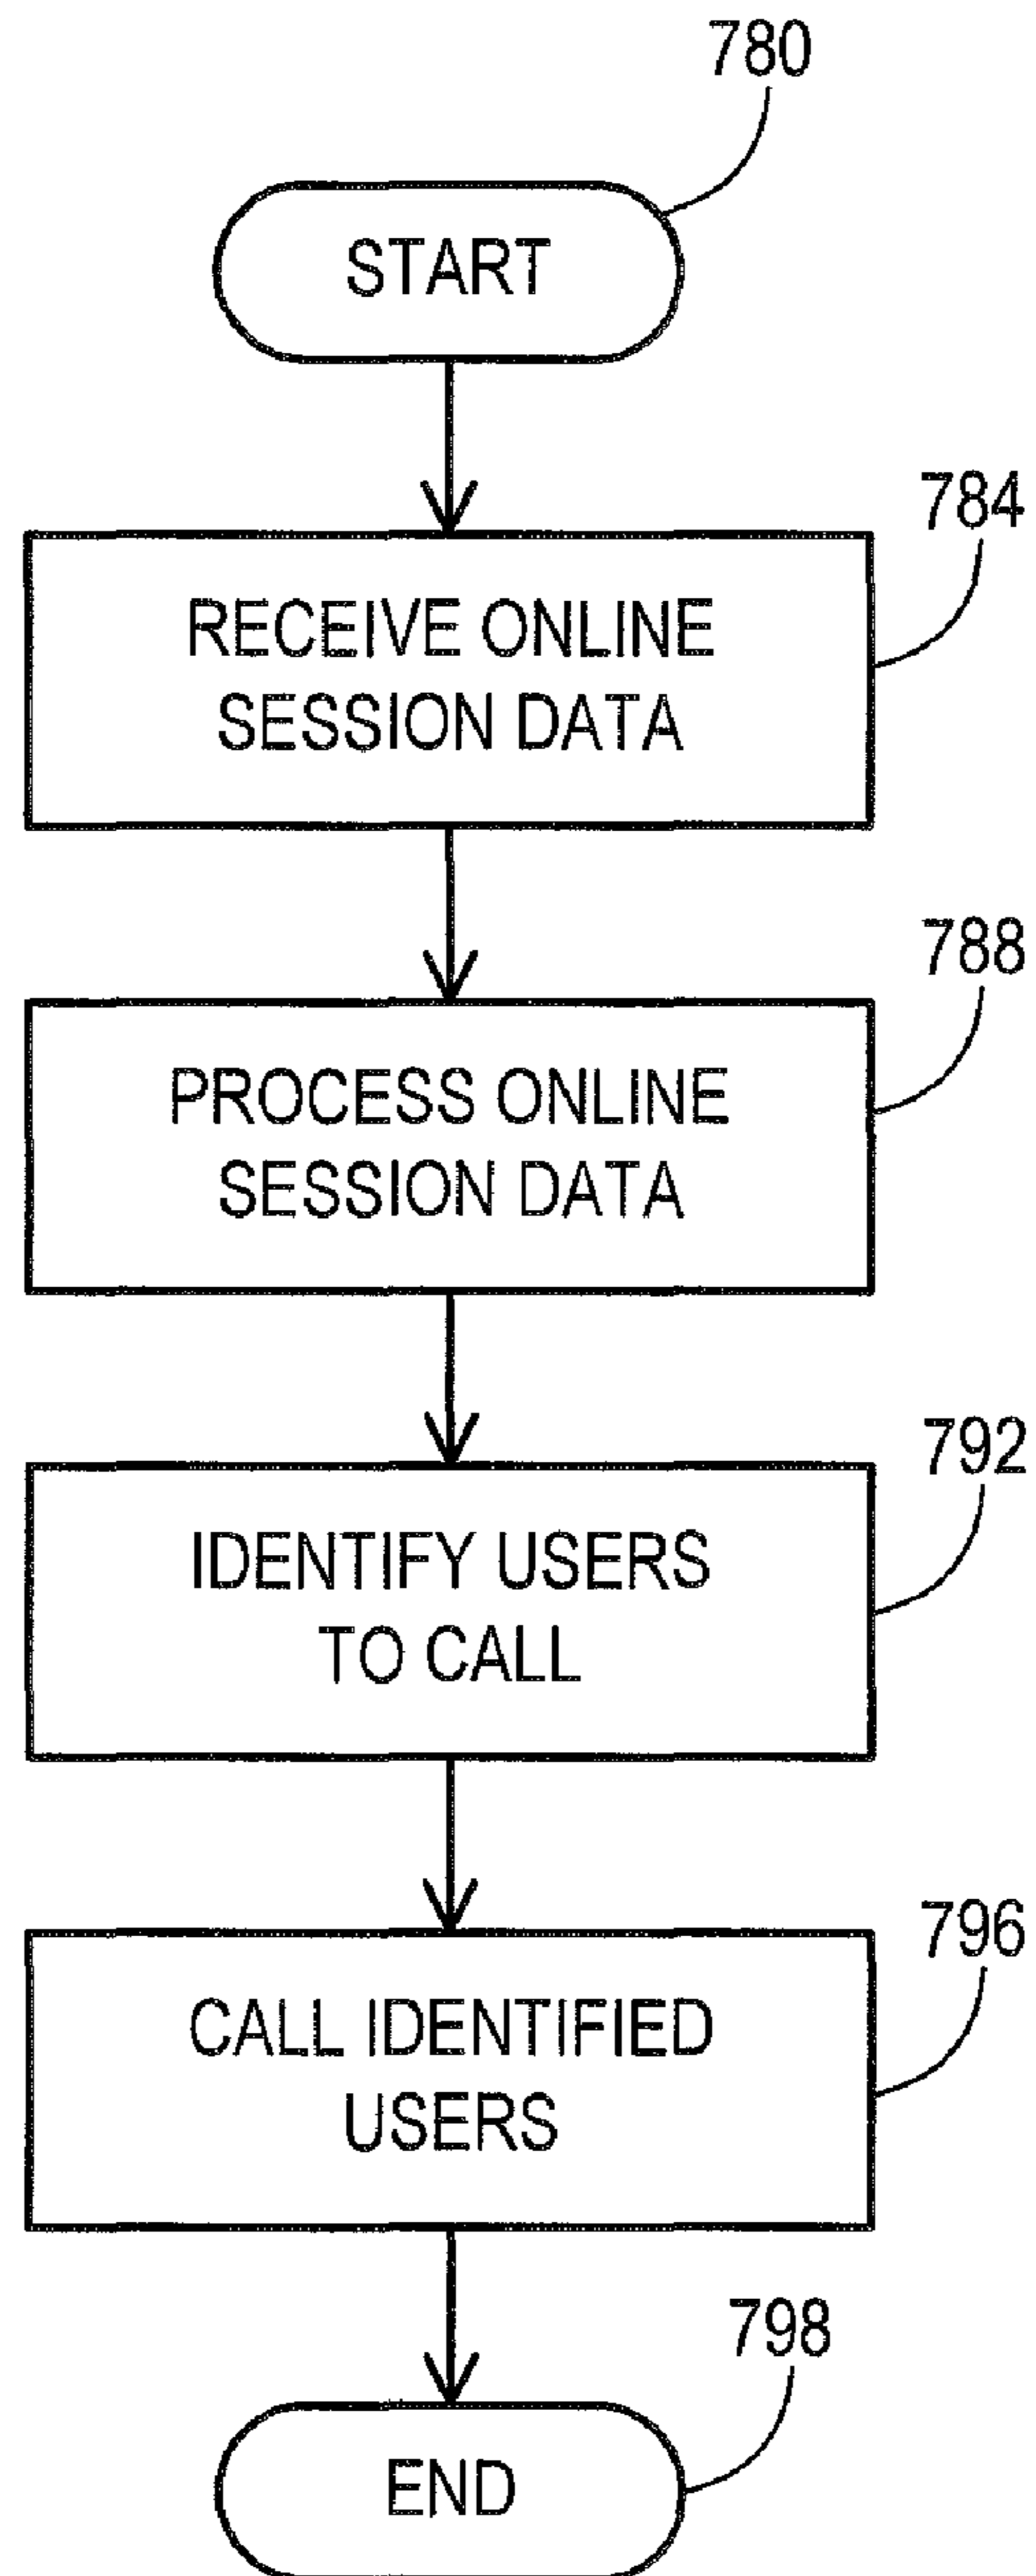 780
START
784
RECEIVE ONLINE
SESSION DATA
788
PROCESS ONLINE
SESSION DATA
792
IDENTIFY USERS
TO CALL
796
CALL IDENTIFIED
USERS
798
END